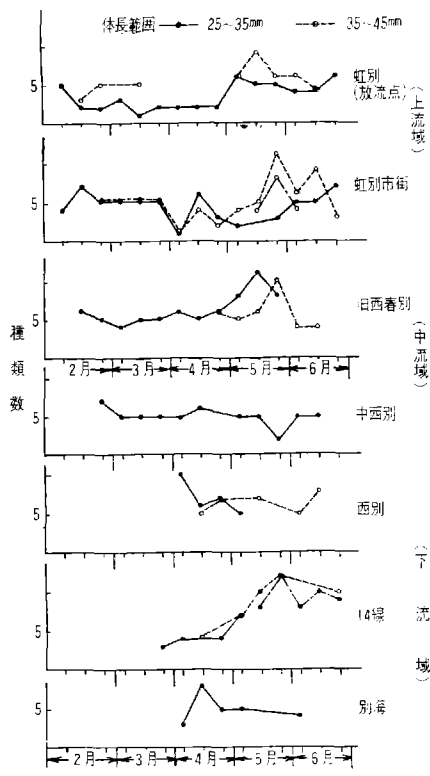 体長範囲 25~35mm 35~45mm
5
虹別
(放流点)
(上流域)
5
虹別市街
5
旧西春別
2月 3月 4月 5月 6月
(中流域)
種類数
5
中西別
5
西別
5
14線
(下流域)
5
別海
2月 3月 4月 5月 6月